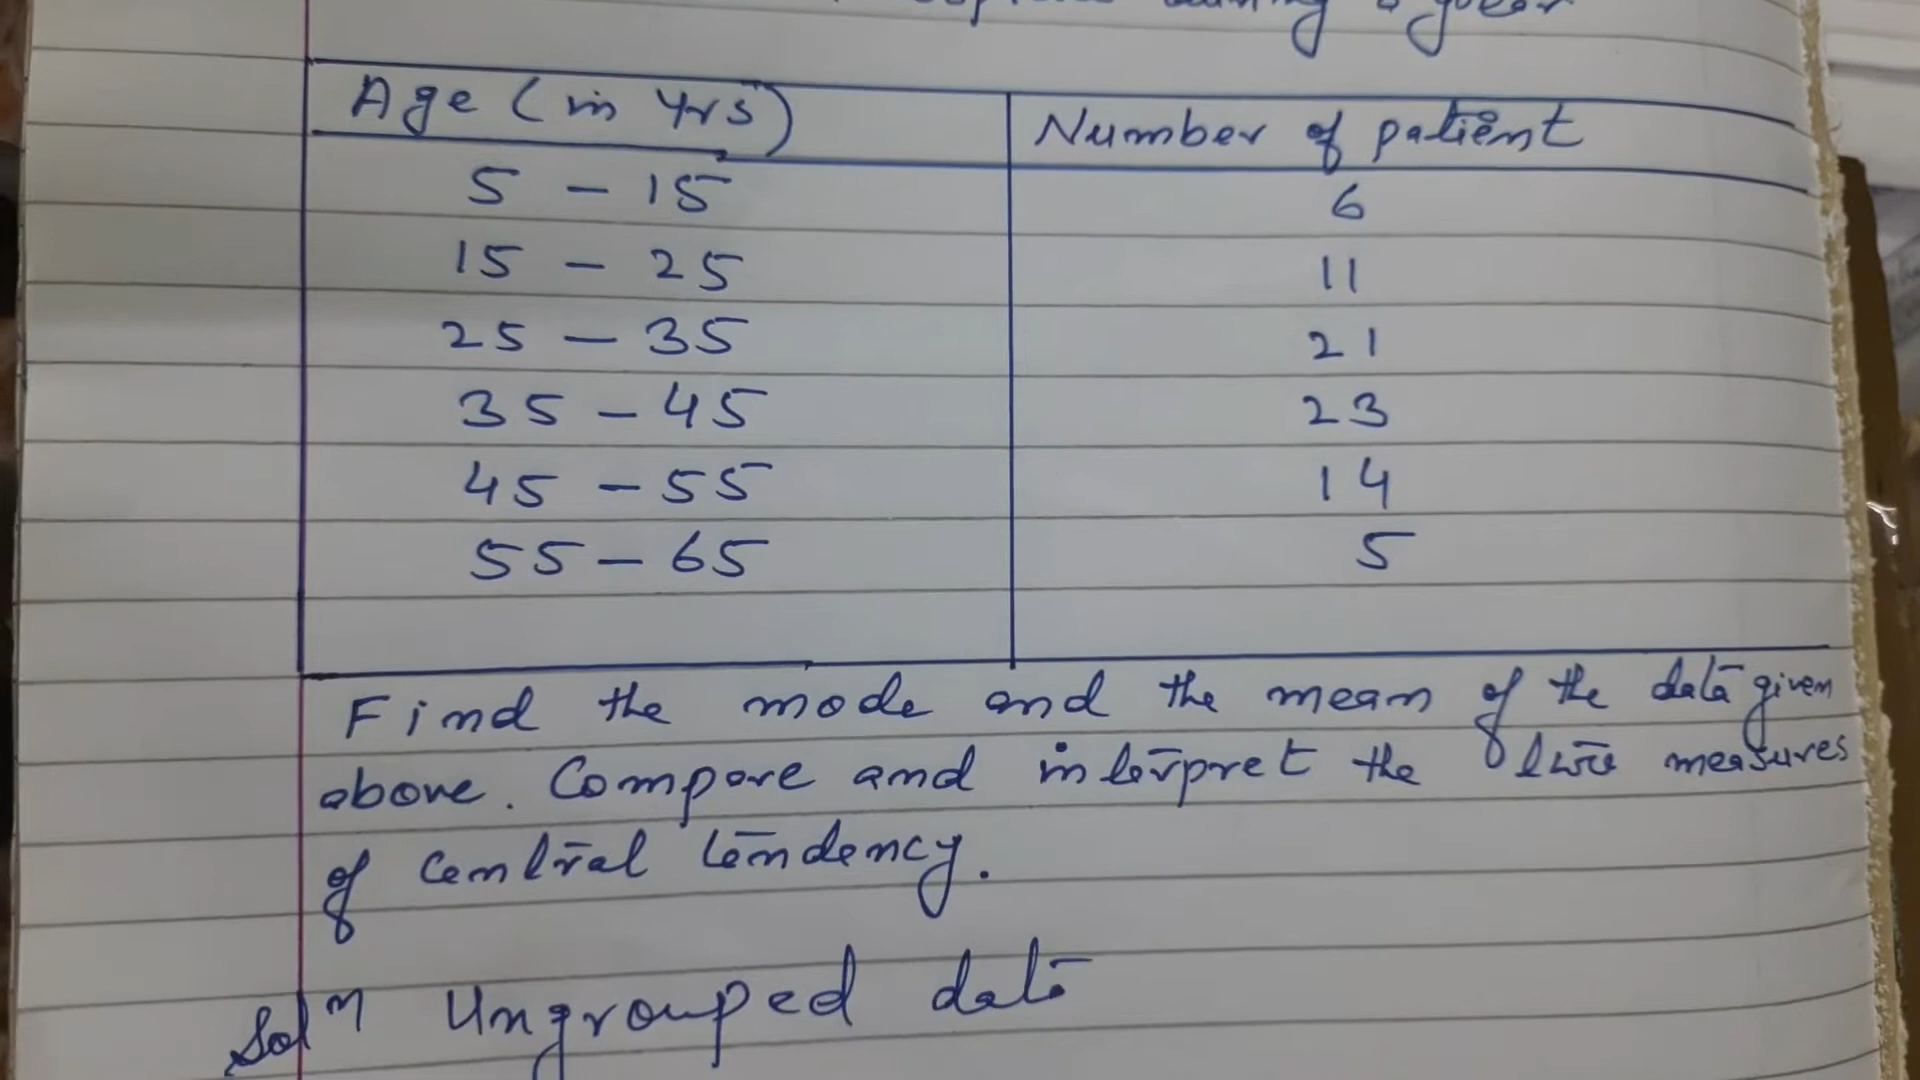 during a year
Age (in Yrs) Number of patient
5 - 15 6
15 - 25 11
25 - 35 21
35 - 45 23
45 - 55 14
55 - 65 5
Find the mode and the mean of the data given
above. Compare and interpret the two measures
of Central tendency.
Solⁿ Ungrouped data